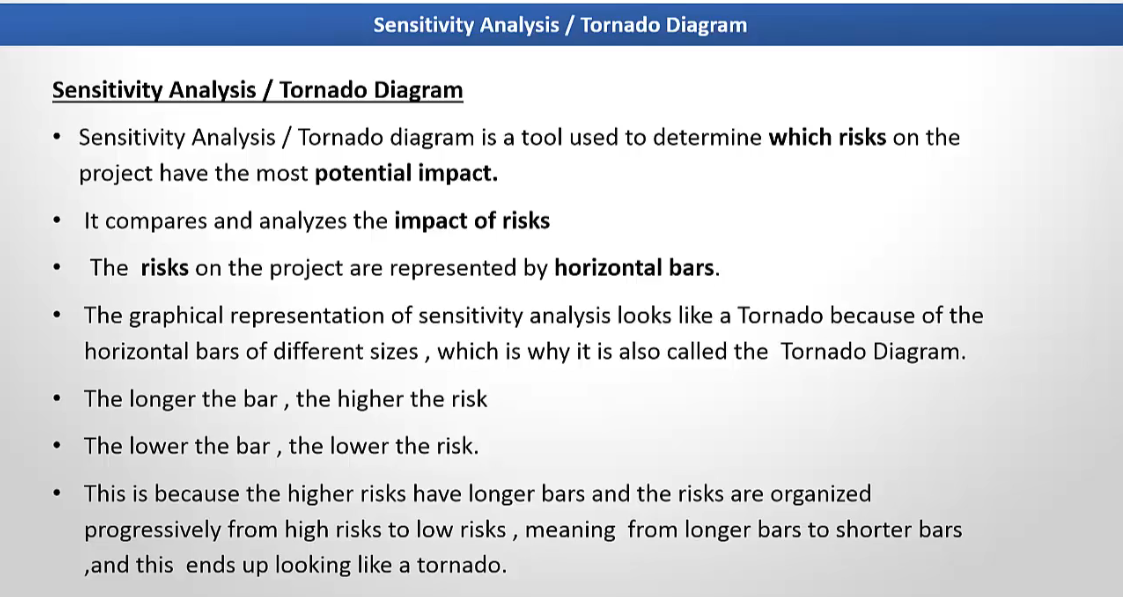 Sensitivity Analysis / Tornado Diagram
Sensitivity Analysis / Tornado Diagram
• Sensitivity Analysis / Tornado diagram is a tool used to determine which risks on the
project have the most potential impact.
• It compares and analyzes the impact of risks
• The risks on the project are represented by horizontal bars.
• The graphical representation of sensitivity analysis looks like a Tornado because of the
horizontal bars of different sizes , which is why it is also called the Tornado Diagram.
• The longer the bar , the higher the risk
• The lower the bar , the lower the risk.
• This is because the higher risks have longer bars and the risks are organized
progressively from high risks to low risks , meaning from longer bars to shorter bars
,and this ends up looking like a tornado.